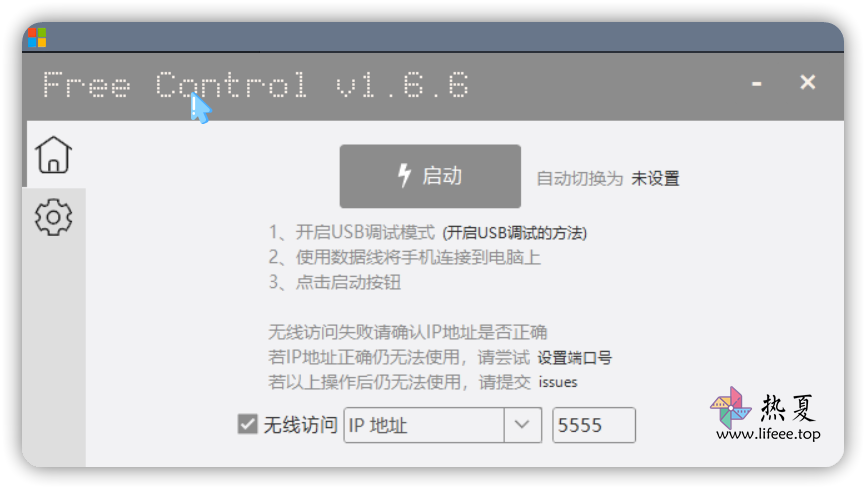 Free Control v1.6.6
启动
自动切换为 未设置
1、开启USB调试模式 (开启USB调试的方法)
2、使用数据线将手机连接到电脑上
3、点击启动按钮
无线访问失败请确认IP地址是否正确
若IP地址正确仍无法使用，请尝试 设置端口号
若以上操作后仍无法使用，请提交 issues
无线访问 IP 地址 5555
热夏
www.lifeee.top